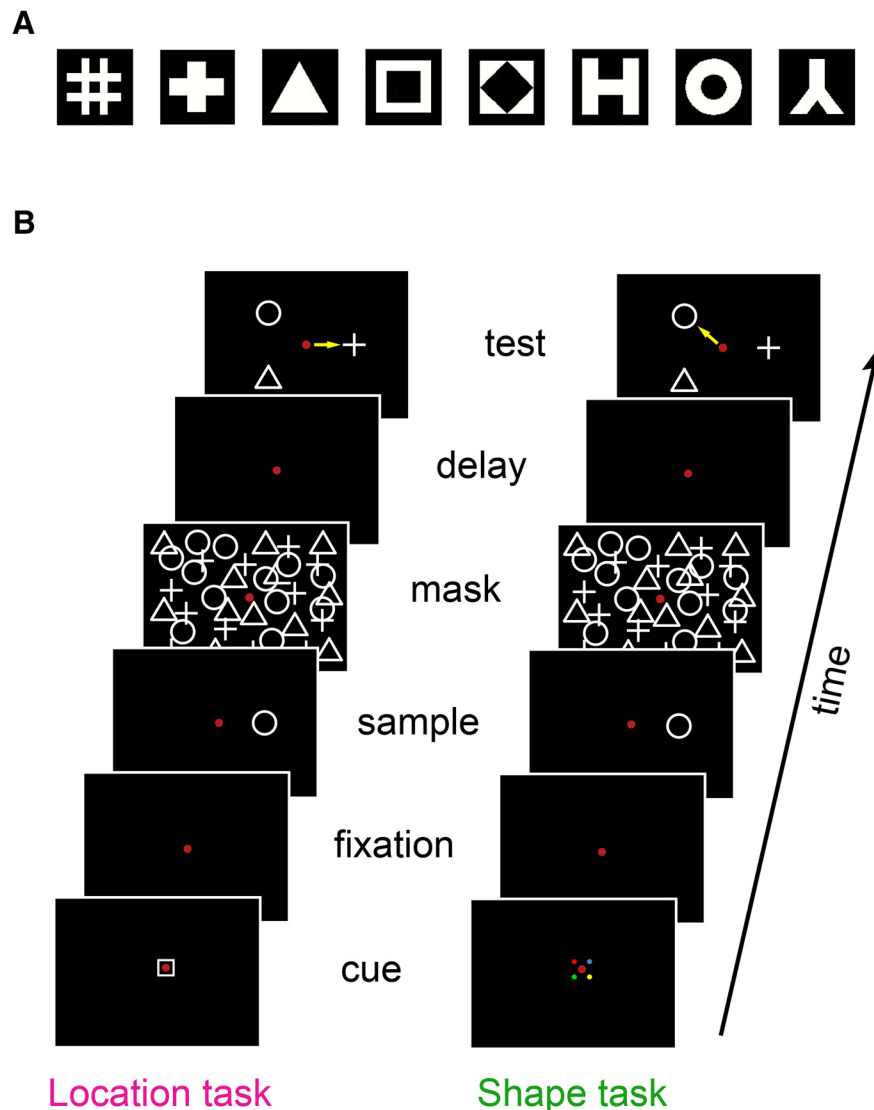 A
B
test
delay
mask
sample
fixation
cue
time
Location task
Shape task